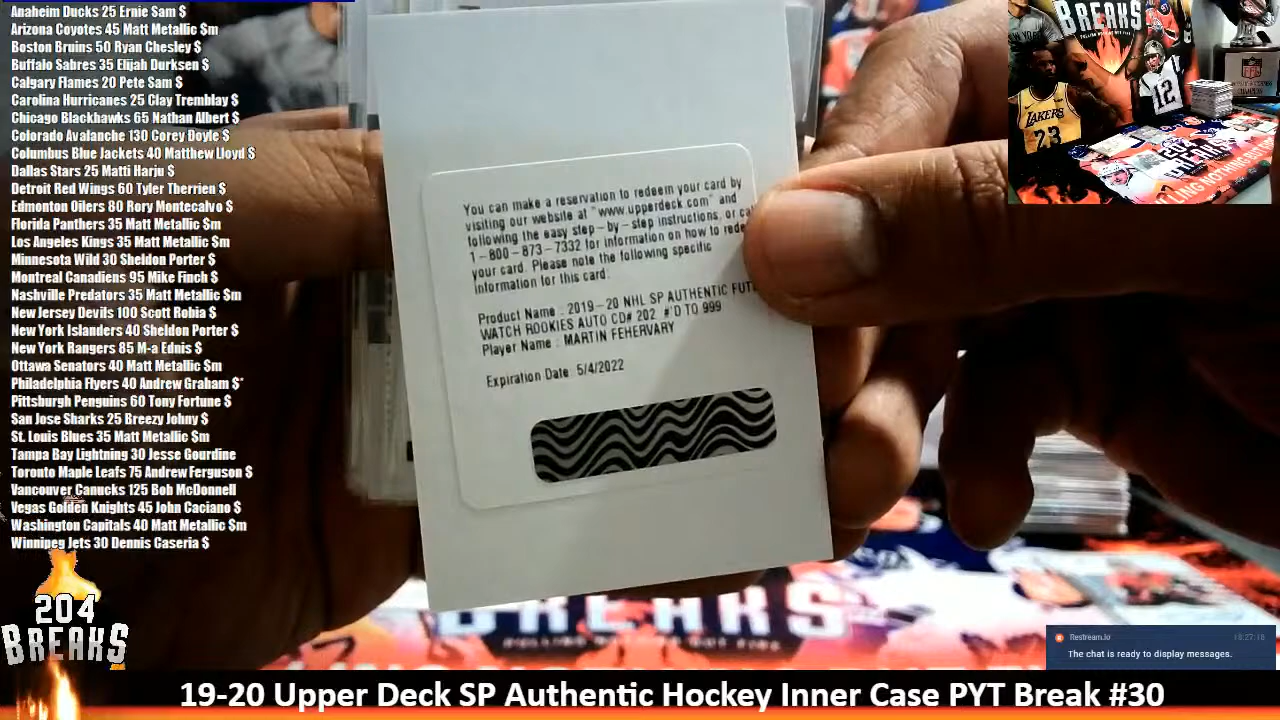 Anaheim Ducks 25 Ernie Sam $
Arizona Coyotes 45 Matt Metallic $m
Boston Bruins 50 Ryan Chesley $
Buffalo Sabres 35 Elijah Durksen $
Calgary Flames 20 Pete Sam $
Carolina Hurricanes 25 Clay Tremblay $
Chicago Blackhawks 65 Nathan Albert $
Colorado Avalanche 130 Corey Doyle $
Columbus Blue Jackets 40 Matthew Lloyd $
Dallas Stars 25 Matti Harju $
Detroit Red Wings 60 Tyler Therrien $
Edmonton Oilers 80 Rory Montecalvo $
Florida Panthers 35 Matt Metallic $m
Los Angeles Kings 35 Matt Metallic $m
Minnesota Wild 30 Sheldon Porter $
Montreal Canadiens 95 Mike Finch $
Nashville Predators 35 Matt Metallic $m
New Jersey Devils 100 Scott Robia $
New York Islanders 40 Sheldon Porter $
New York Rangers 85 M-a Ednis $
Ottawa Senators 40 Matt Metallic $m
Philadelphia Flyers 40 Andrew Graham $*
Pittsburgh Penguins 60 Tony Fortune $
San Jose Sharks 25 Breezy Johny $
St. Louis Blues 35 Matt Metallic $m
Tampa Bay Lightning 30 Jesse Gourdine
Toronto Maple Leafs 75 Andrew Ferguson $
Vancouver Canucks 125 Bob McDonnell
Vegas Golden Knights 45 John Caciano $
Washington Capitals 40 Matt Metallic $m
Winnipeg Jets 30 Dennis Caseria $
204
BREAKS
You can make a reservation to redeem your card by
visiting our website at "www.upperdeck.com" and
following the easy step-by-step instructions, or ca
1-800-873-7332 for information on how to rede
your card. Please note the following specific
information for this card:
Product Name : 2019-20 NHL SP AUTHENTIC FUT
WATCH ROOKIES AUTO CD# 202 #'D TO 999
Player Name : MARTIN FEHERVARY
Expiration Date 5/4/2022
BREAKS
LAKERS
23
12
NFL
BREAKS
Restream.io 18:27:18
The chat is ready to display messages.
19-20 Upper Deck SP Authentic Hockey Inner Case PYT Break #30